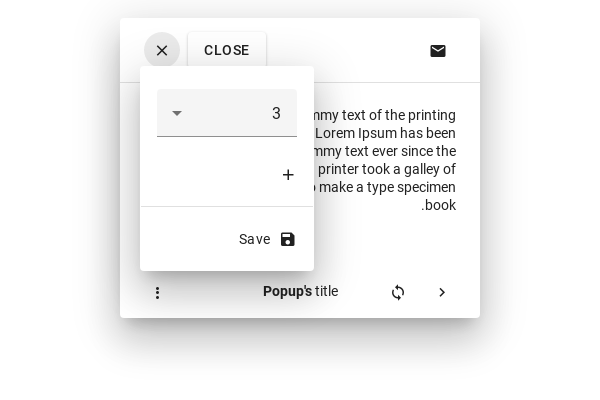 CLOSE
3
mmy text of the printing
Lorem Ipsum has been
mmy text ever since the
printer took a galley of
make a type specimen
.book
+
Save
Popup's title